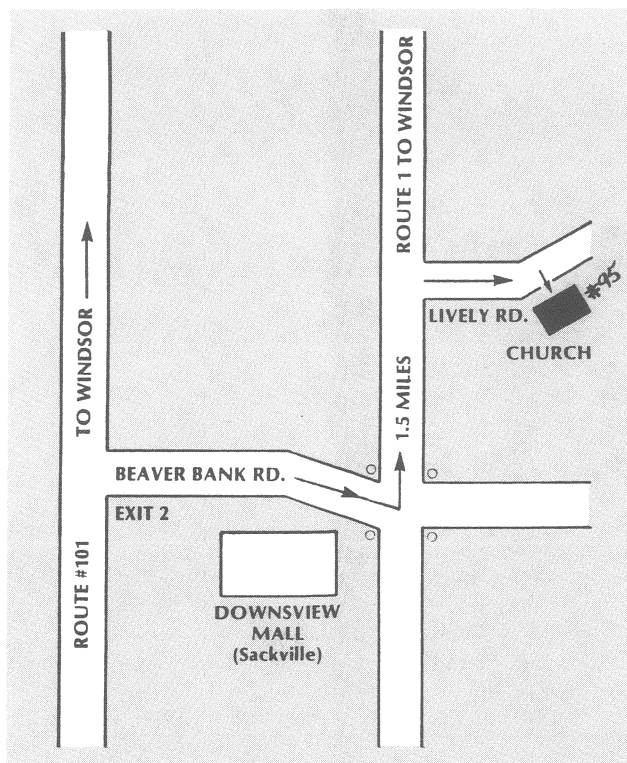 ROUTE 1 TO WINDSOR
TO WINDSOR
#95
LIVELY RD.
CHURCH
1.5 MILES
BEAVER BANK RD.
EXIT 2
ROUTE #101
DOWNSVIEW
MALL
(Sackville)